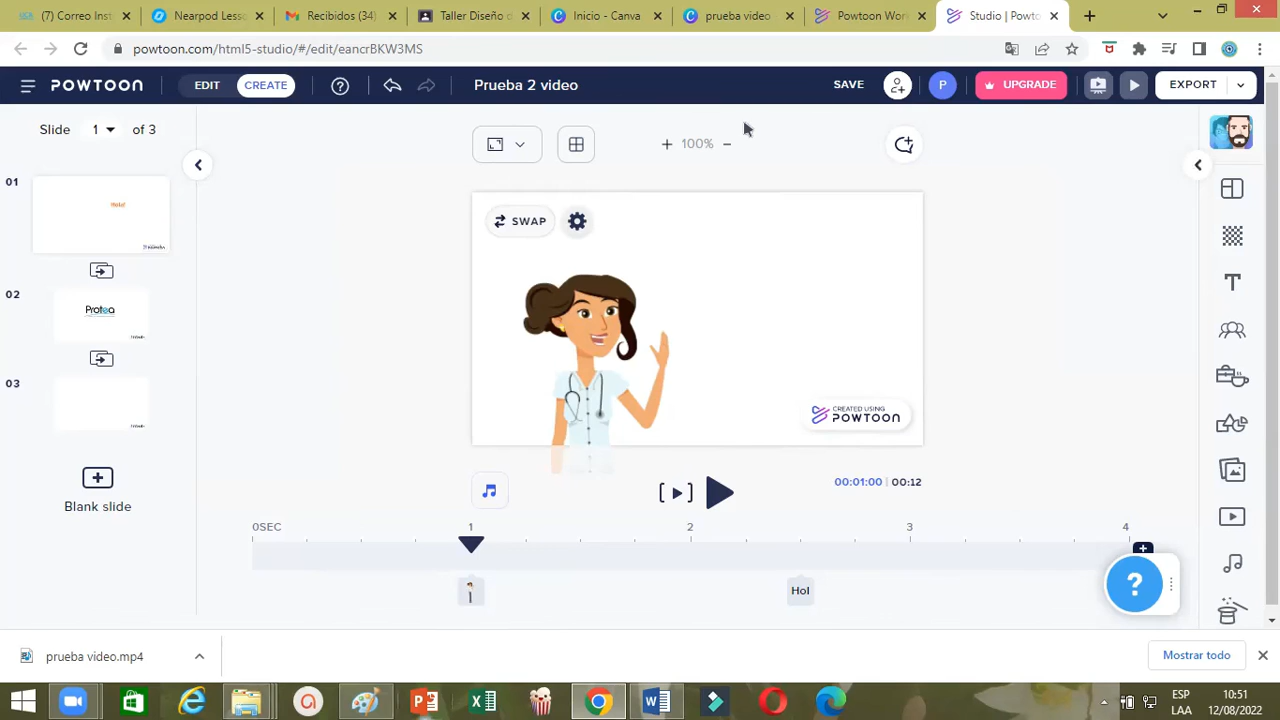 () Correo Inst
Nearpod Lesso
Recibidos (34)
Taller Diseño d
Inicio - Canva
prueba video
Powtoon Wor
Studio | Powto
powtoon.com/html5-studio/#/edit/eancrBKW3MS
POWTOON
EDIT
CREATE
Prueba 2 video
SAVE
P
UPGRADE
EXPORT
Slide 1 of 3
100%
01
Hola!
SWAP
02
Protea
CREATED USING
POWTOON
03
Blank slide
00:01:00 | 00:12
0SEC 1 2 3 4
Hol
?
prueba video.mp4
Mostrar todo
ESP
LAA
10:51
12/08/2022